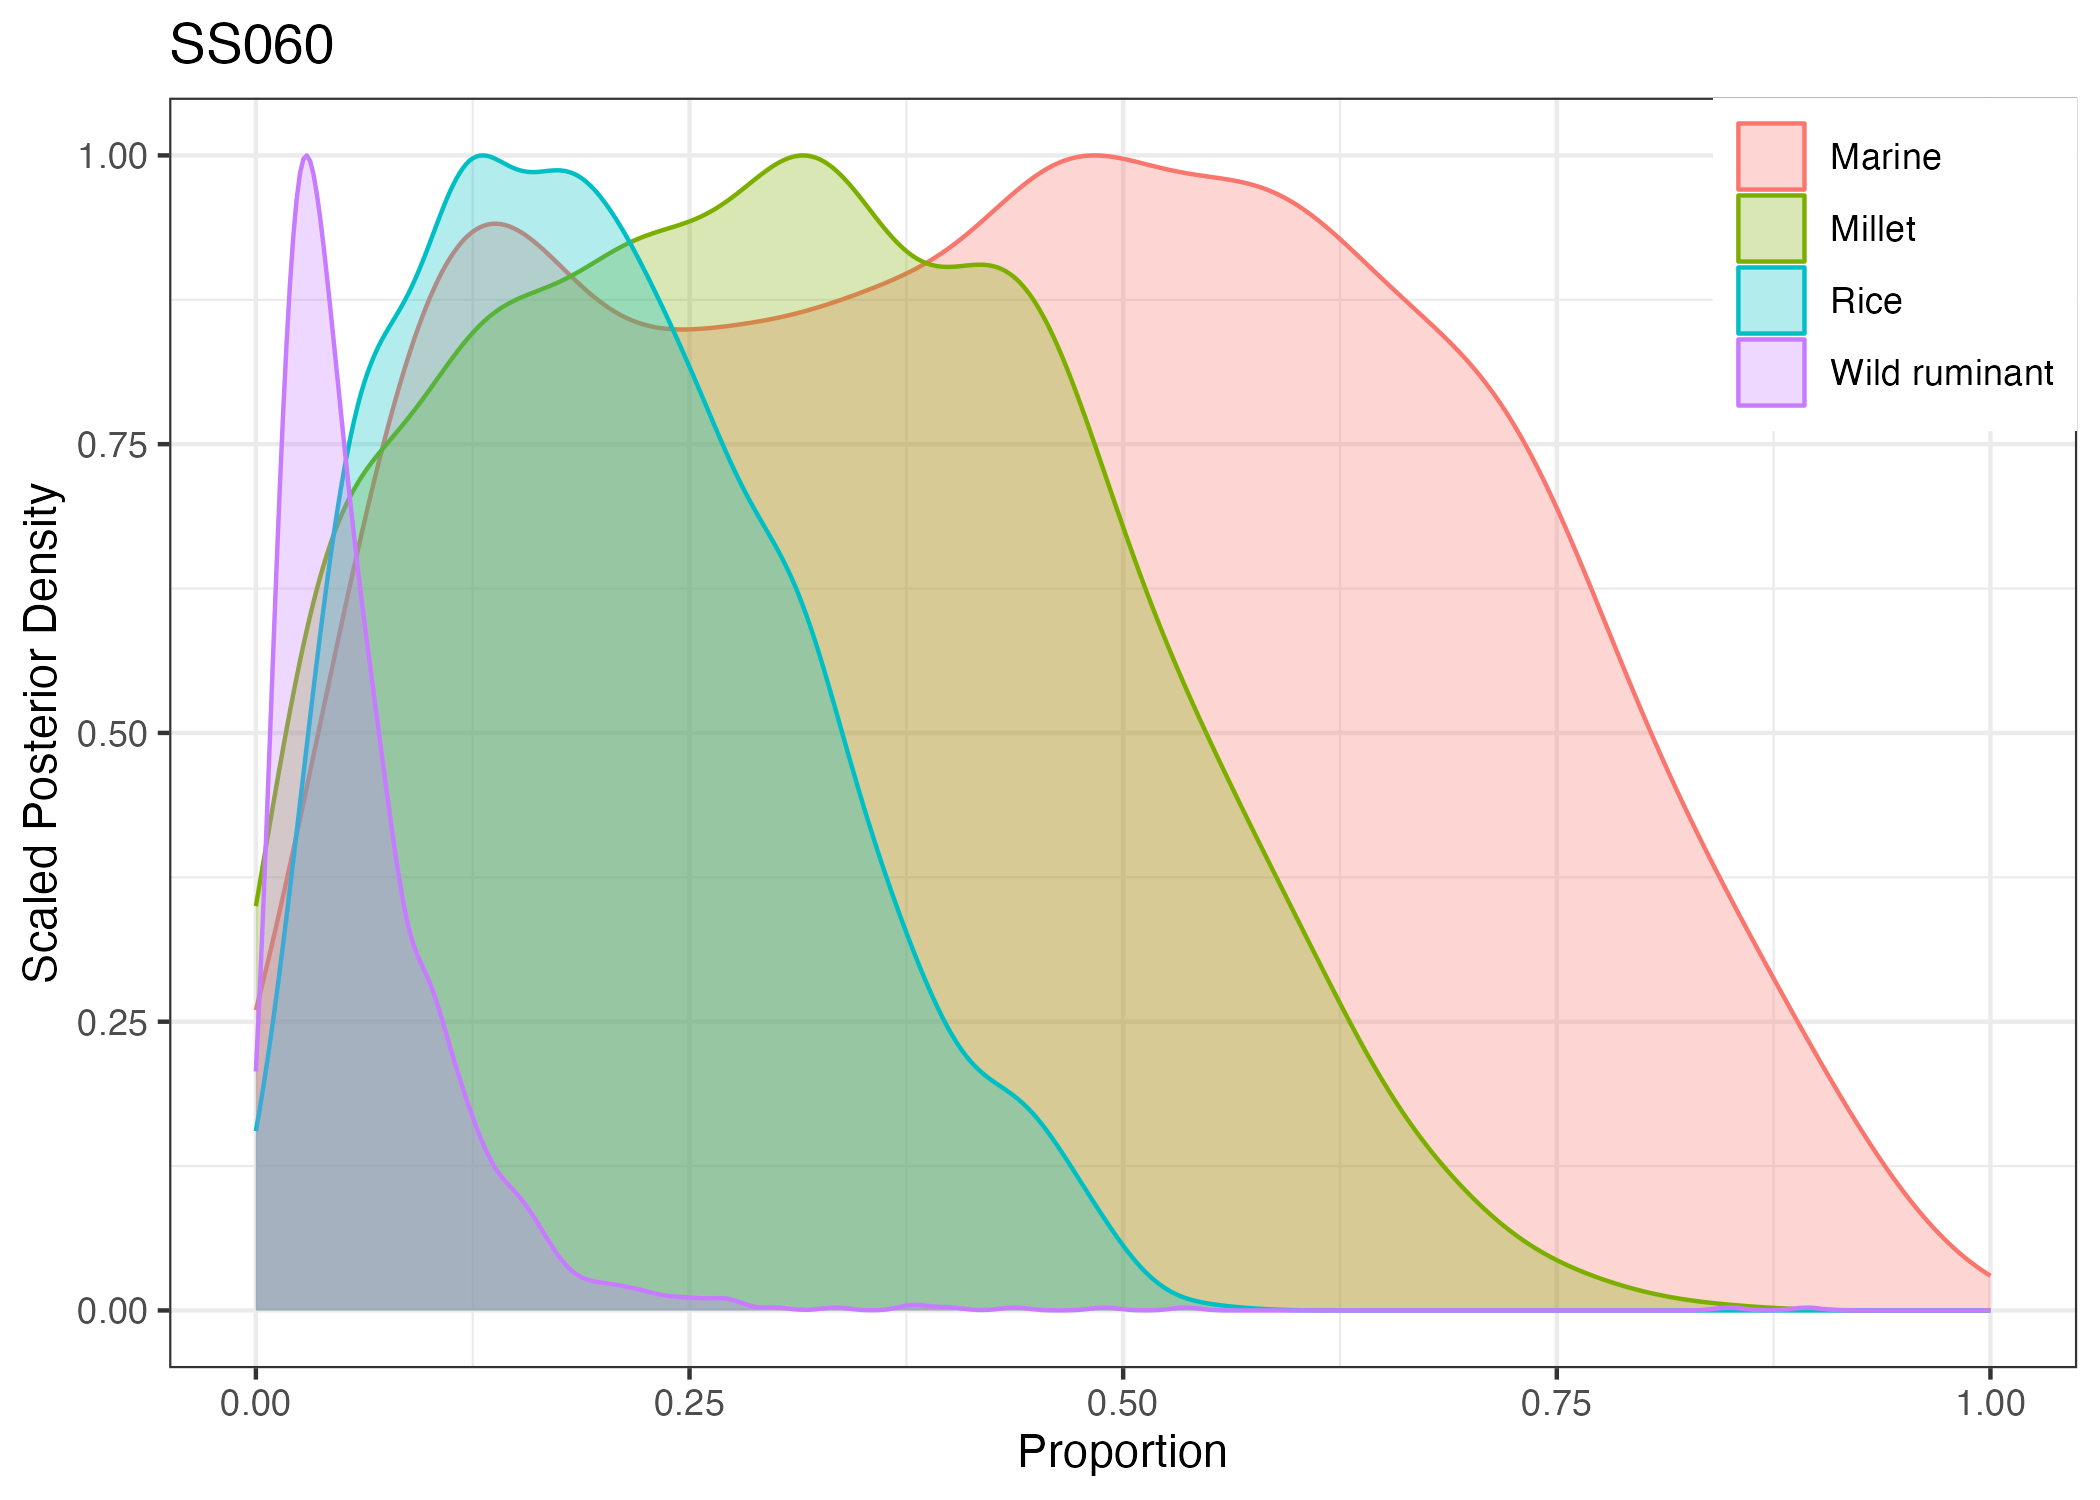 SS060
Scaled Posterior Density
1.00
0.75
0.50
0.25
0.00
Marine
Millet
Rice
Wild ruminant
0.00 0.25 0.50 0.75 1.00
Proportion